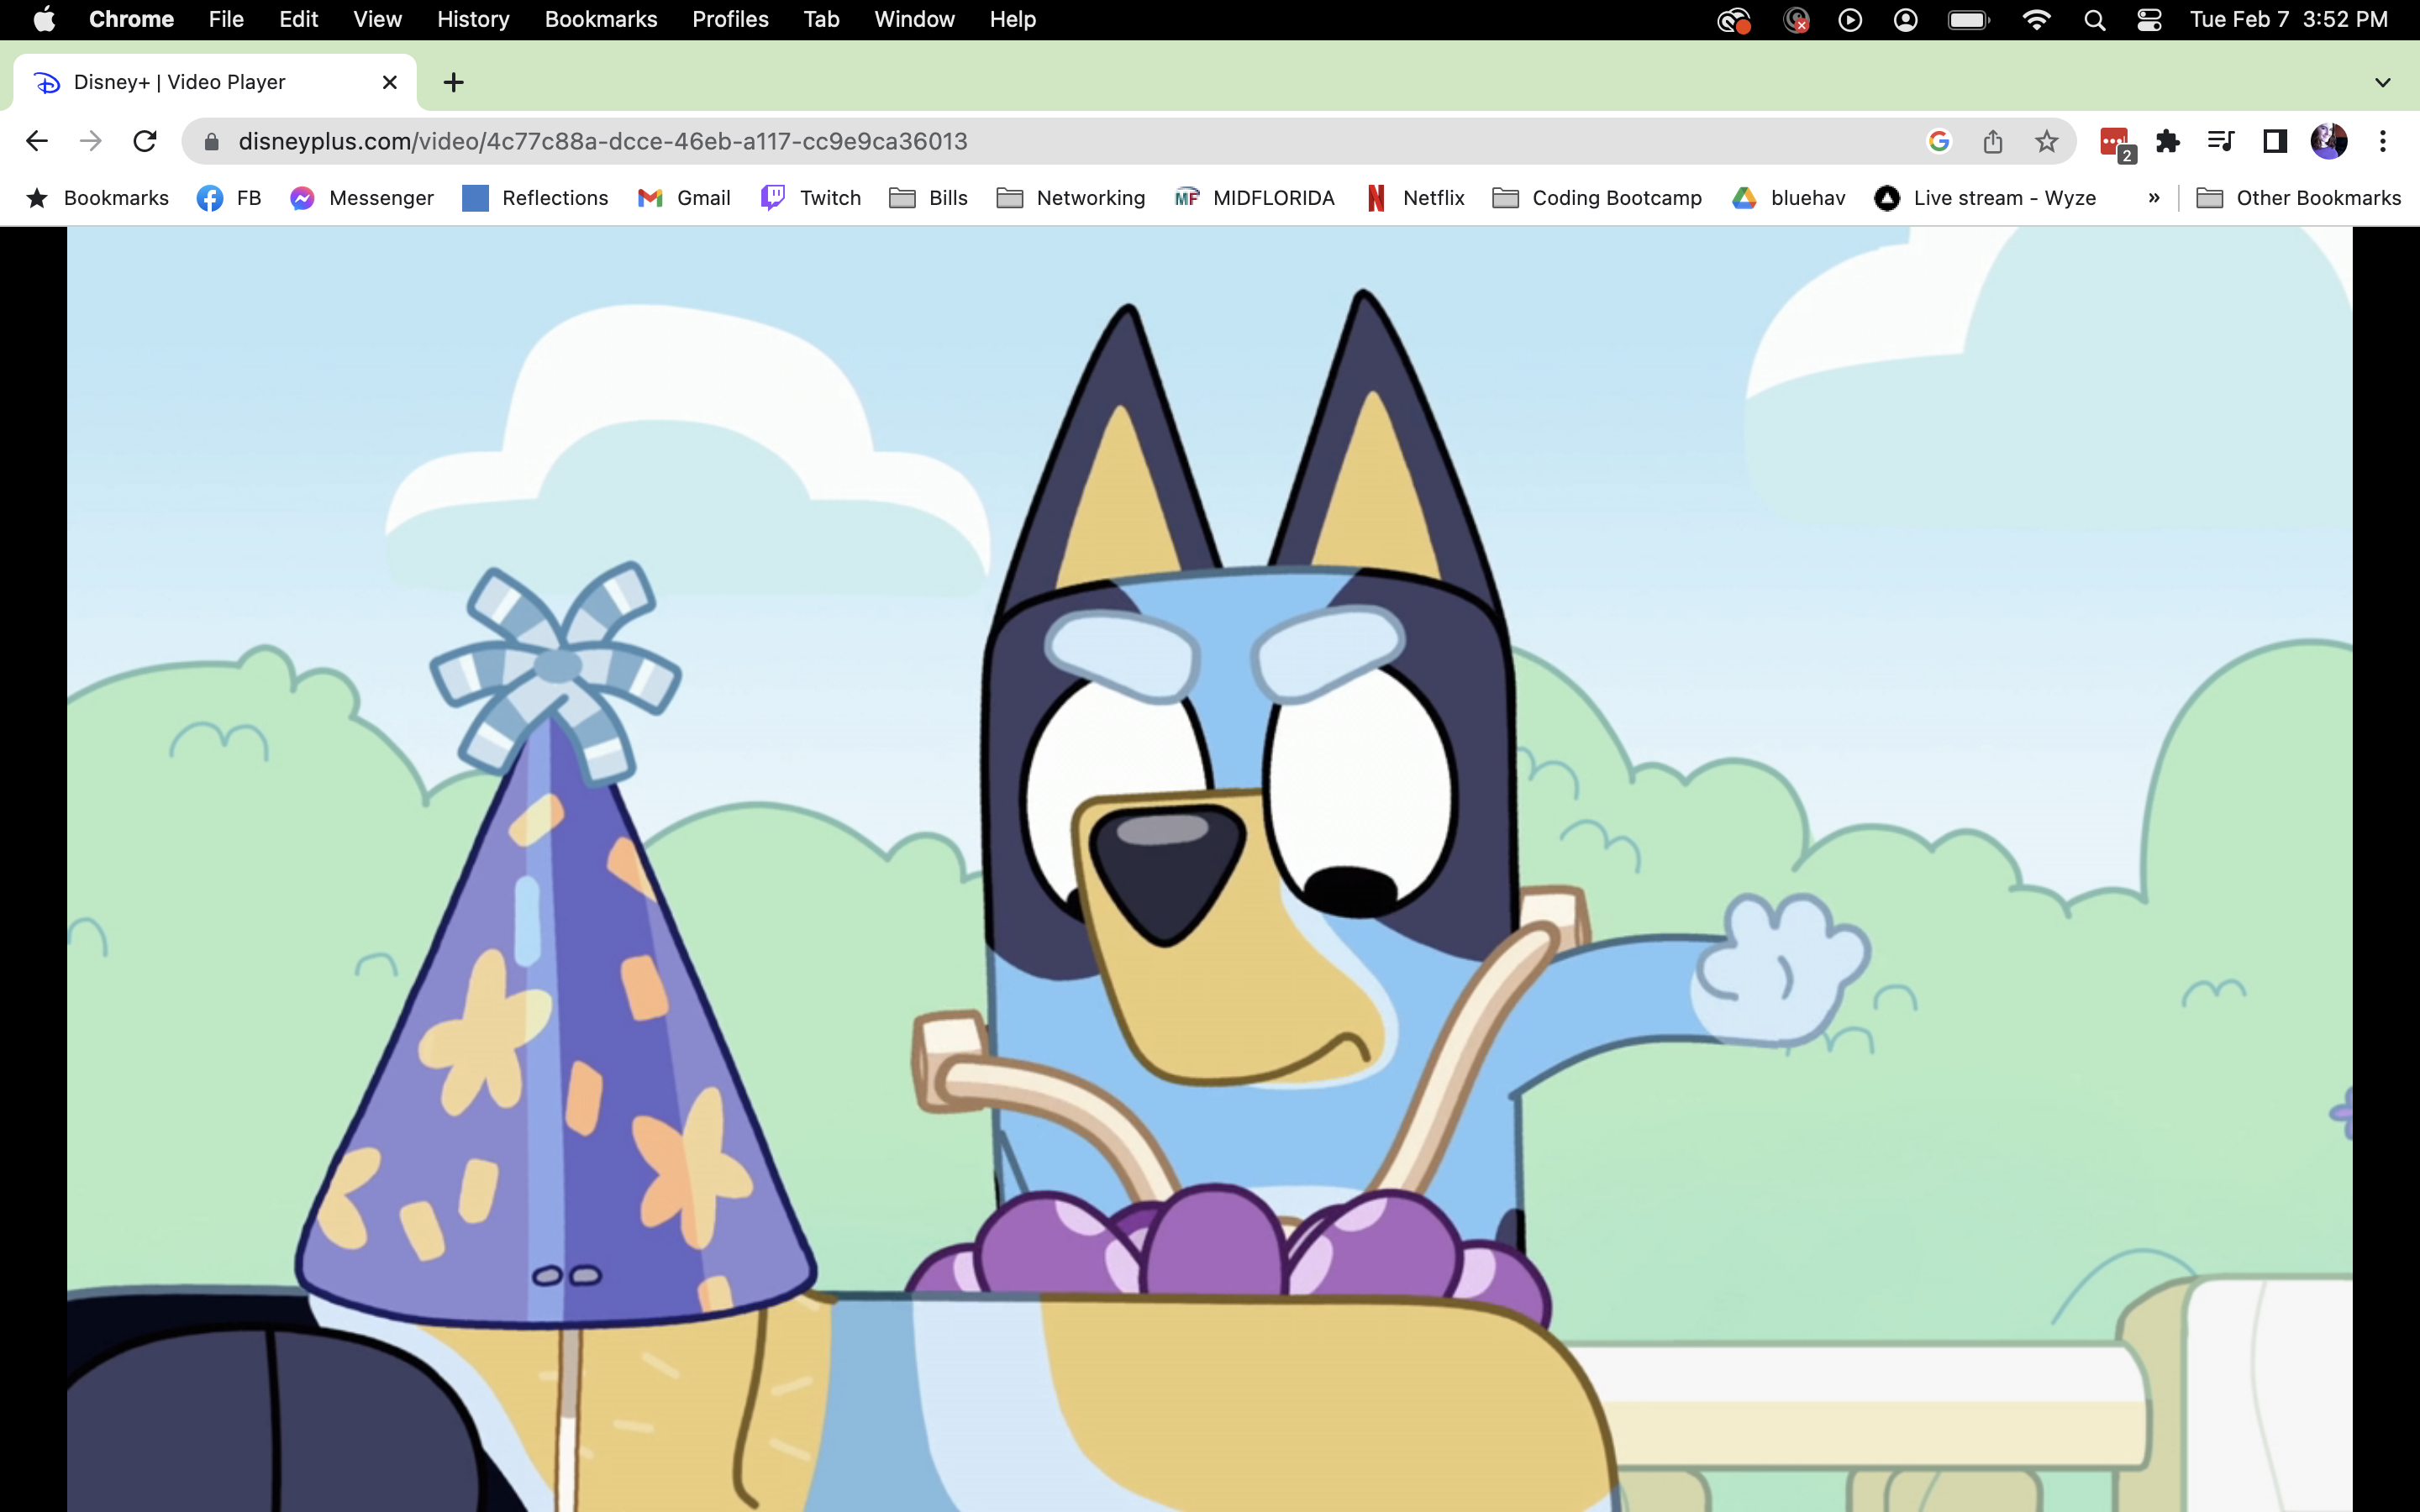 Chrome File Edit View History Bookmarks Profiles Tab Window Help Tue Feb 7 3:52 PM
Disney+ | Video Player
disneyplus.com/video/4c77c88a-dcce-46eb-a117-cc9e9ca36013 2
Bookmarks FB Messenger Reflections Gmail Twitch Bills Networking MF MIDFLORIDA Netflix Coding Bootcamp bluehav Live stream - Wyze » Other Bookmarks